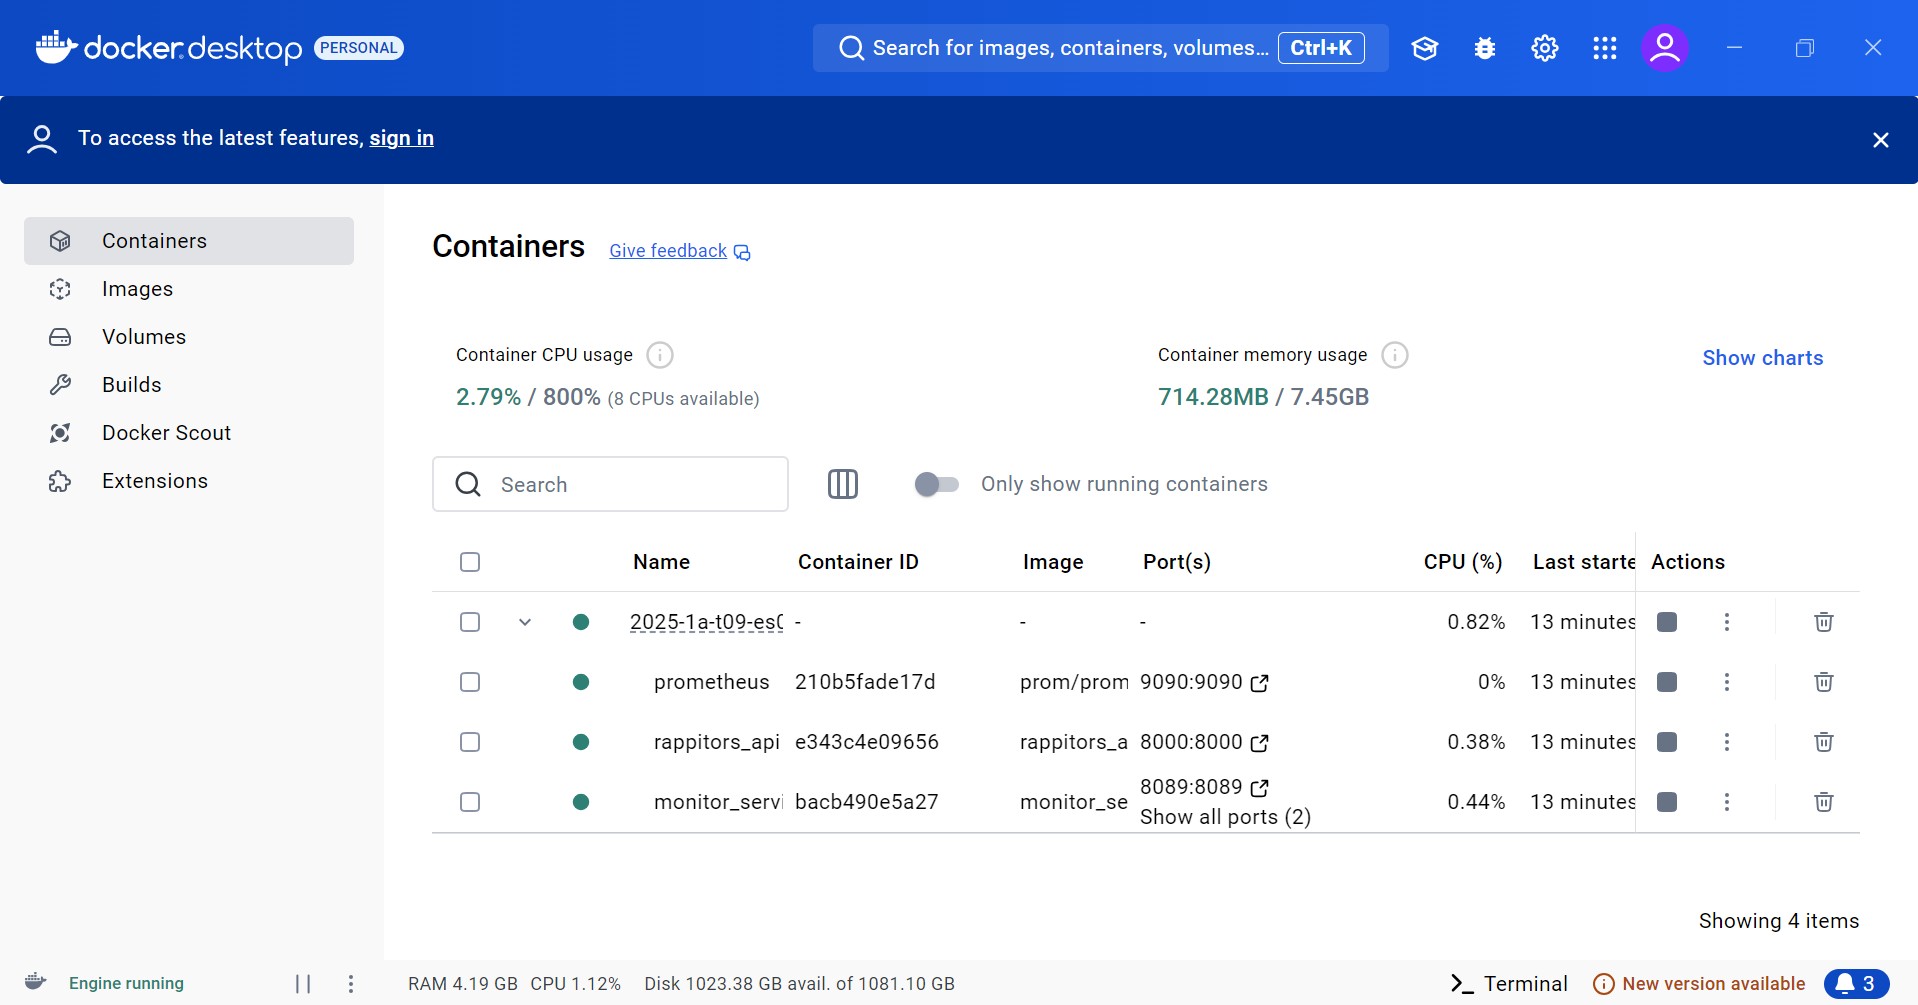 docker.desktop PERSONAL
Search for images, containers, volumes... Ctrl+K
To access the latest features, sign in
Containers
Images
Volumes
Builds
Docker Scout
Extensions
Containers Give feedback
Container CPU usage
2.79% / 800% (8 CPUs available)
Container memory usage
714.28MB / 7.45GB
Show charts
Search
Only show running containers
Name Container ID Image Port(s) CPU (%) Last starte Actions
2025-1a-t09-es0 - - - 0.82% 13 minutes
prometheus 210b5fade17d prom/prom 9090:9090 0% 13 minutes
rappitors_api e343c4e09656 rappitors_a 8000:8000 0.38% 13 minutes
monitor_servi bacb490e5a27 monitor_se 8089:8089 0.44% 13 minutes
Show all ports (2)
Showing 4 items
Engine running RAM 4.19 GB CPU 1.12% Disk 1023.38 GB avail. of 1081.10 GB Terminal New version available 3